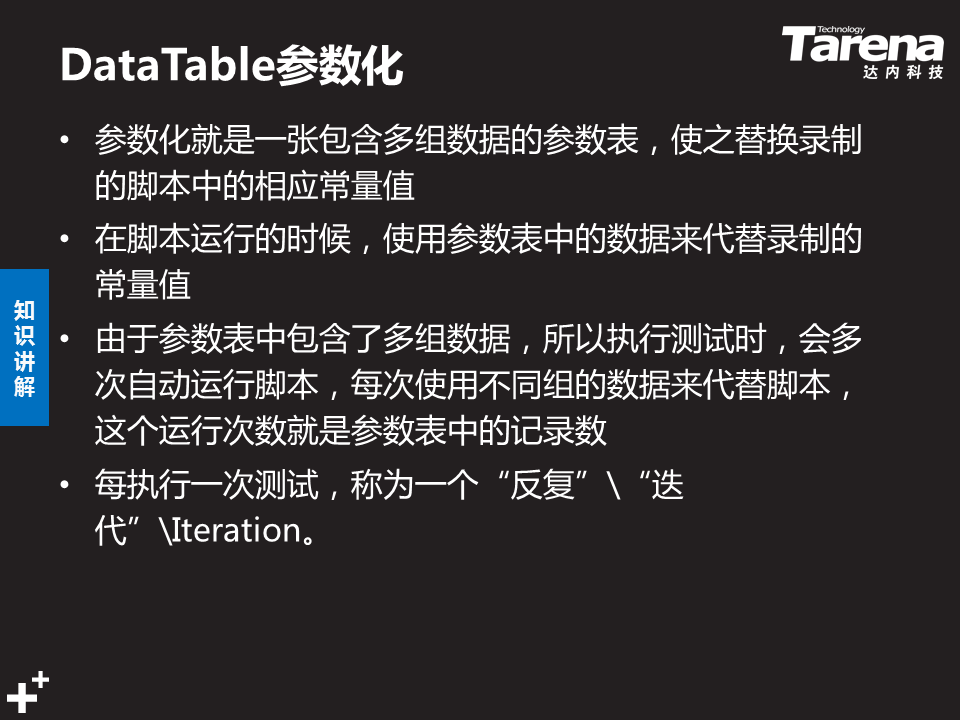 DataTable参数化
Technology
Tarena
达内科技
• 参数化就是一张包含多组数据的参数表，使之替换录制
的脚本中的相应常量值
• 在脚本运行的时候，使用参数表中的数据来代替录制的
常量值
知
识
讲
解
• 由于参数表中包含了多组数据，所以执行测试时，会多
次自动运行脚本，每次使用不同组的数据来代替脚本，
这个运行次数就是参数表中的记录数
• 每执行一次测试，称为一个“反复”\“迭
代”\Iteration。